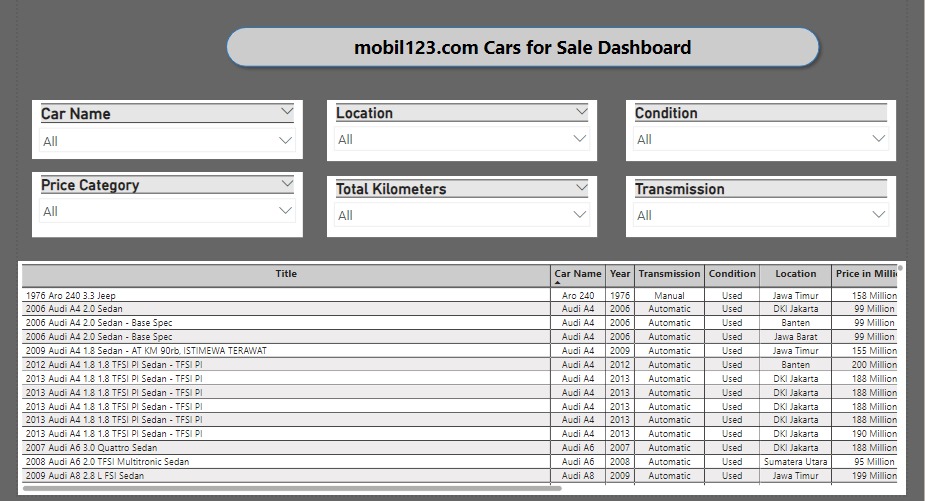 mobil123.com Cars for Sale Dashboard
Car Name
All
Location
All
Condition
All
Price Category
All
Total Kilometers
All
Transmission
All
Title Car Name Year Transmission Condition Location Price in Millic
1976 Aro 240 3.3 Jeep Aro 240 1976 Manual Used Jawa Timur 158 Million
2006 Audi A4 2.0 Sedan Audi A4 2006 Automatic Used DKI Jakarta 99 Million
2006 Audi A4 2.0 Sedan - Base Spec Audi A4 2006 Automatic Used Banten 99 Million
2006 Audi A4 2.0 Sedan - Base Spec Audi A4 2006 Automatic Used Jawa Barat 99 Million
2009 Audi A4 1.8 Sedan - AT KM 90rb, ISTIMEWA TERAWAT Audi A4 2009 Automatic Used Jawa Timur 155 Million
2012 Audi A4 1.8 1.8 TFSI PI Sedan - TFSI PI Audi A4 2012 Automatic Used Banten 200 Million
2013 Audi A4 1.8 1.8 TFSI PI Sedan - TFSI PI Audi A4 2013 Automatic Used DKI Jakarta 188 Million
2013 Audi A4 1.8 1.8 TFSI PI Sedan - TFSI PI Audi A4 2013 Automatic Used DKI Jakarta 188 Million
2013 Audi A4 1.8 1.8 TFSI PI Sedan - TFSI PI Audi A4 2013 Automatic Used DKI Jakarta 188 Million
2013 Audi A4 1.8 1.8 TFSI PI Sedan - TFSI PI Audi A4 2013 Automatic Used DKI Jakarta 188 Million
2013 Audi A4 1.8 1.8 TFSI PI Sedan - TFSI PI Audi A4 2013 Automatic Used DKI Jakarta 190 Million
2007 Audi A6 3.0 Quattro Sedan Audi A6 2007 Automatic Used DKI Jakarta 188 Million
2008 Audi A6 2.0 TFSI Multitronic Sedan Audi A6 2008 Automatic Used Sumatera Utara 95 Million
2009 Audi A8 2.8 L FSI Sedan Audi A8 2009 Automatic Used DKI Jakarta 199 Million